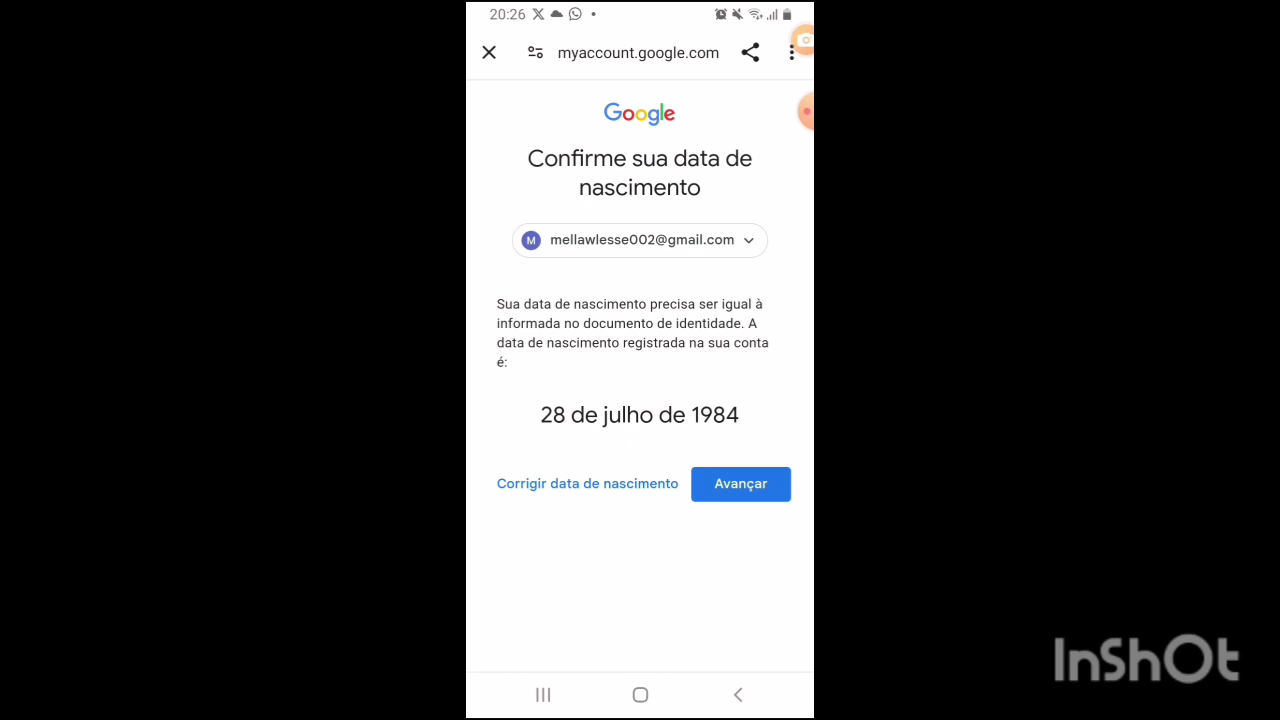 20:26
myaccount.google.com
Google
Confirme sua data de
nascimento
M mellawlesse002@gmail.com
Sua data de nascimento precisa ser igual à
informada no documento de identidade. A
data de nascimento registrada na sua conta
é:
28 de julho de 1984
Corrigir data de nascimento Avançar
InShOt